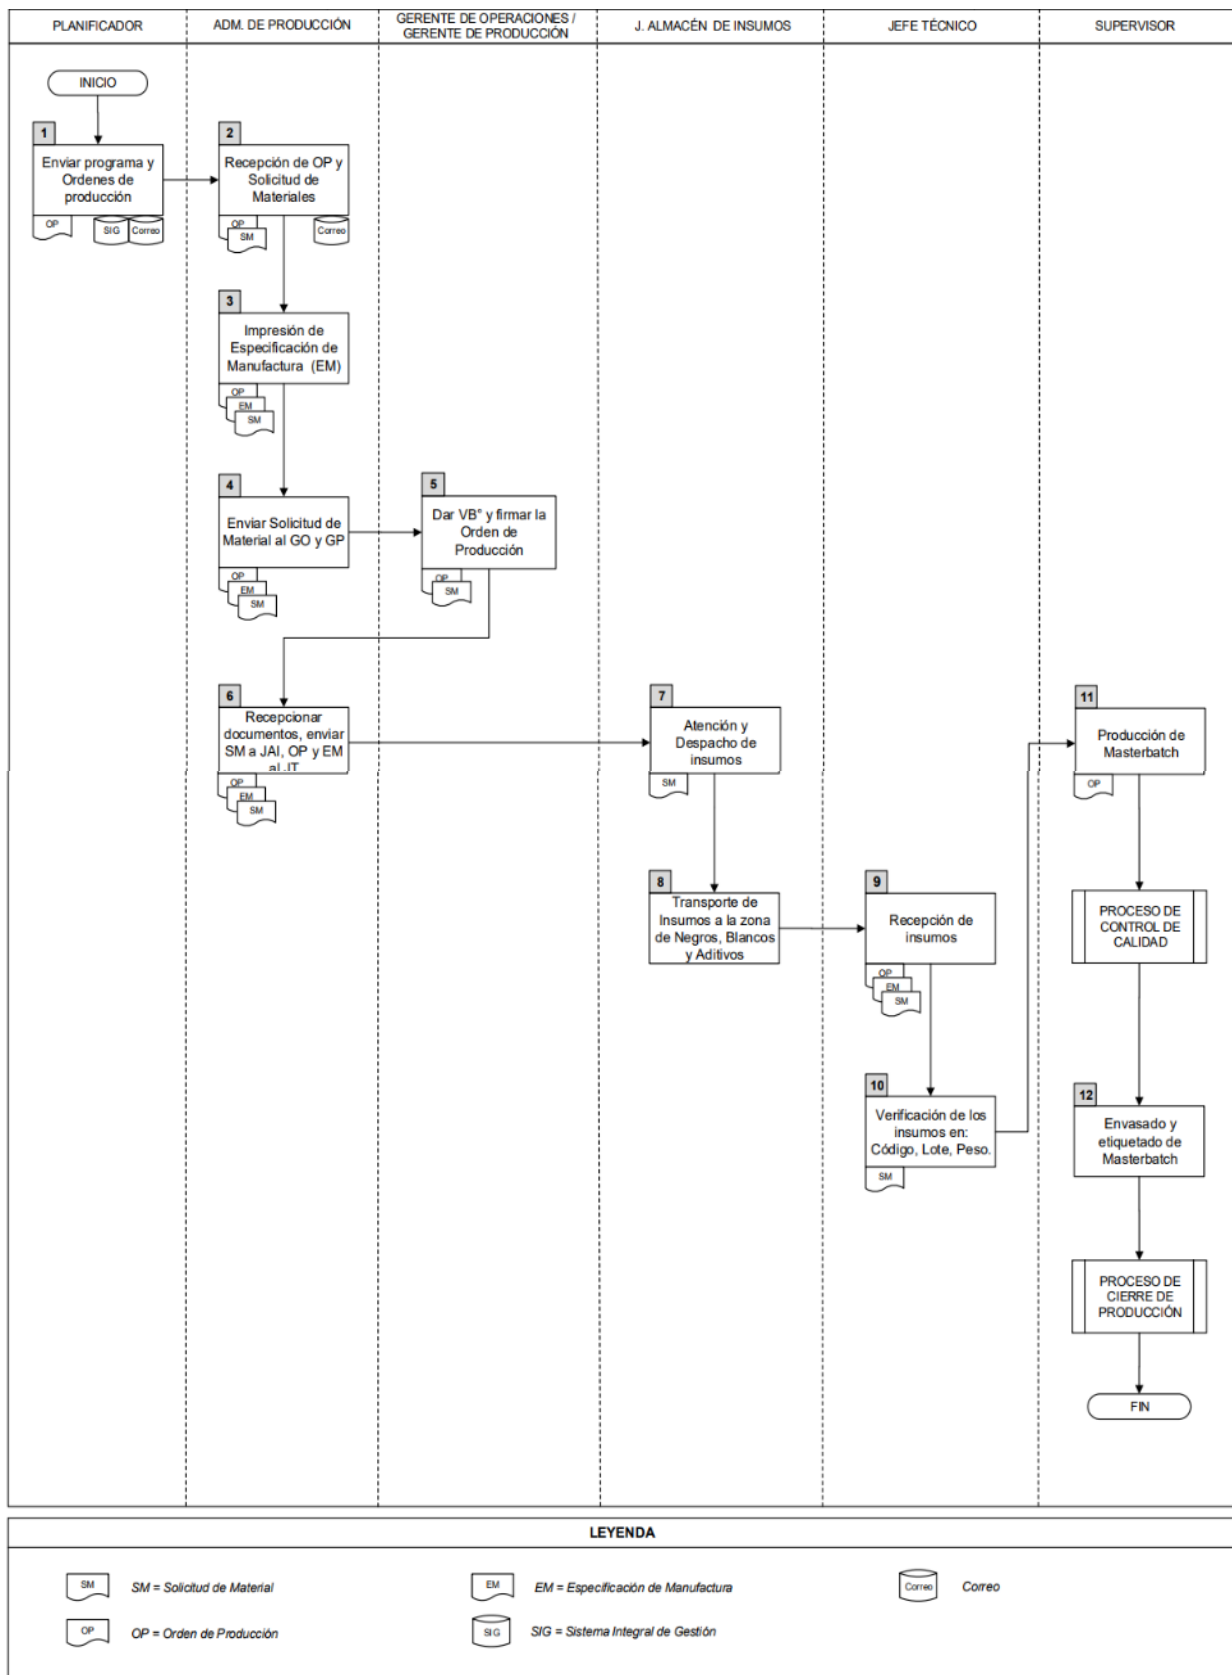 PLANIFICADOR
ADM. DE PRODUCCIÓN
GERENTE DE OPERACIONES /
GERENTE DE PRODUCCIÓN
J. ALMACÉN DE INSUMOS
JEFE TÉCNICO
SUPERVISOR
INICIO
1
Enviar programa y
Ordenes de
producción
OP
SIG
Correo
2
Recepción de OP y
Solicitud de
Materiales
OP
SM
Correo
3
Impresión de
Especificación de
Manufactura (EM)
OP
EM
SM
4
Enviar Solicitud de
Material al GO y GP
OP
EM
SM
5
Dar VB° y firmar la
Orden de
Producción
OP
SM
6
Recepcionar
documentos, enviar
SM a JAI, OP y EM
al JT
OP
EM
SM
7
Atención y
Despacho de
insumos
SM
8
Transporte de
Insumos a la zona
de Negros, Blancos
y Aditivos
9
Recepción de
insumos
OP
EM
SM
10
Verificación de los
insumos en:
Código, Lote, Peso.
SM
11
Producción de
Masterbatch
OP
PROCESO DE
CONTROL DE
CALIDAD
12
Envasado y
etiquetado de
Masterbatch
PROCESO DE
CIERRE DE
PRODUCCIÓN
FIN
LEYENDA
SM
SM = Solicitud de Material
EM
EM = Especificación de Manufactura
Correo
Correo
OP
OP = Orden de Producción
SIG
SIG = Sistema Integral de Gestión